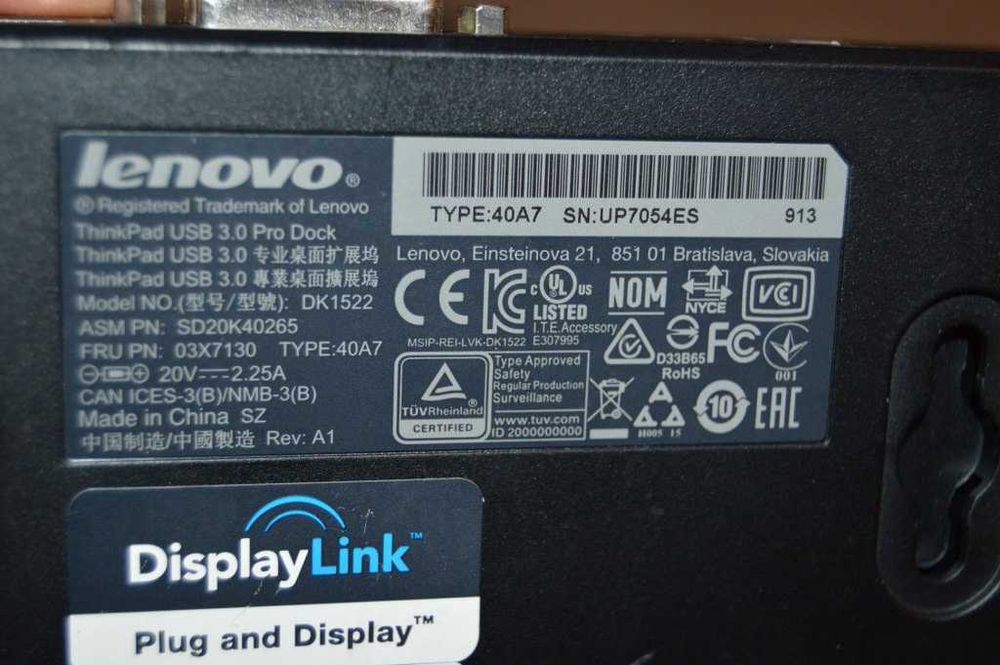 lenovo®
® Registered Trademark of Lenovo
ThinkPad USB 3.0 Pro Dock
ThinkPad USB 3.0 专业桌面扩展坞
ThinkPad USB 3.0 專業桌面擴展塢
Model NO.(型号/型號): DK1522
ASM PN: SD20K40265
FRU PN: 03X7130 TYPE:40A7
20V⎓2.25A
CAN ICES-3(B)/NMB-3(B)
Made in China SZ
中国制造/中國製造 Rev: A1
TYPE:40A7 SN:UP7054ES 913
Lenovo, Einsteinova 21, 851 01 Bratislava, Slovakia
CE
MSIP-REI-LVK-DK1522
c UL US
LISTED
I.T.E. Accessory
E307995
NOM
NYCE
VCI
D33B65
RoHS
FC
001
TÜVRheinland®
CERTIFIED
Type Approved
Safety
Regular Production
Surveillance
www.tuv.com
ID 2000000000
H005 15
10
EAC
DisplayLink™
Plug and Display™